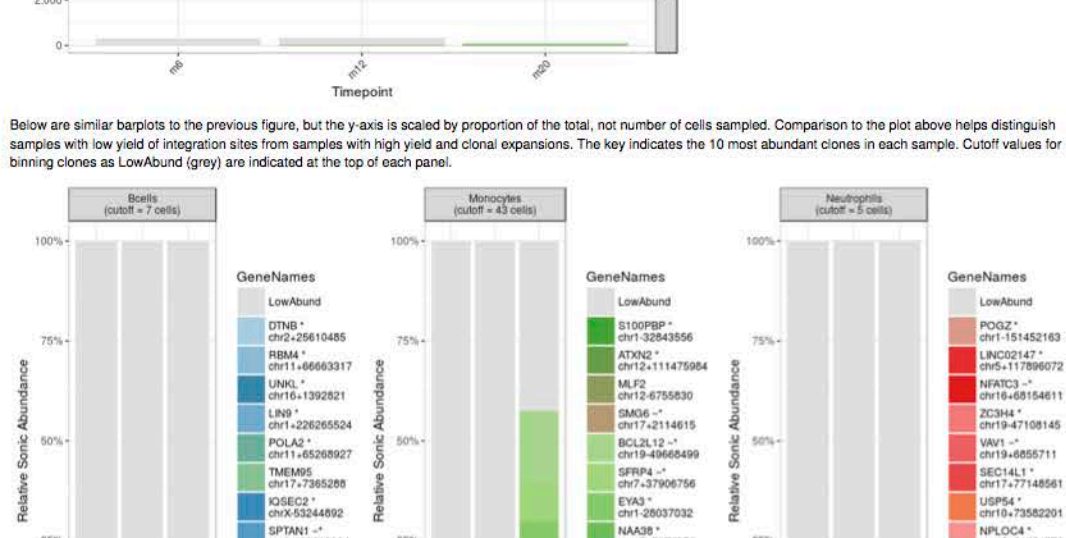 2.000
0
m6
m12
m20
Timepoint
Below are similar barplots to the previous figure, but the y-axis is scaled by proportion of the total, not number of cells sampled. Comparison to the plot above helps distinguish
samples with low yield of integration sites from samples with high yield and clonal expansions. The key indicates the 10 most abundant clones in each sample. Cutoff values for
binning clones as LowAbund (grey) are indicated at the top of each panel.
Bcells
(cutoff = 7 cells)
100%
75%
50%
Relative Sonic Abundance
GeneNames
LowAbund
DTNB *
chr2+25610485
RBM4 *
chr11+66663317
UNKL *
chr16+1392821
LIN9 *
chr1+226265524
POLA2 *
chr11+65268927
TMEM95
chr17+7365288
IQSEC2 *
chrX-53244892
SPTAN1 ~*
Monocytes
(cutoff = 43 cells)
100%
75%
50%
Relative Sonic Abundance
GeneNames
LowAbund
S100PBP *
chr1-32843556
ATXN2 *
chr12+111475984
MLF2
chr12-6755830
SMG6 ~*
chr17+2114615
BCL2L12 ~*
chr19-49668499
SFRP4 ~*
chr7+37906756
EYA3 *
chr1-28037032
NAA38 *
Neutrophils
(cutoff = 5 cells)
100%
75%
50%
Relative Sonic Abundance
GeneNames
LowAbund
POGZ *
chr1-151452163
LINC02147 *
chr5+117896072
NFATC3 ~*
chr16+68154611
ZC3H4 *
chr19-47108145
VAV1 ~*
chr19+6855711
SEC14L1 *
chr17+77148561
USP54 *
chr10+73582201
NPLOC4 *